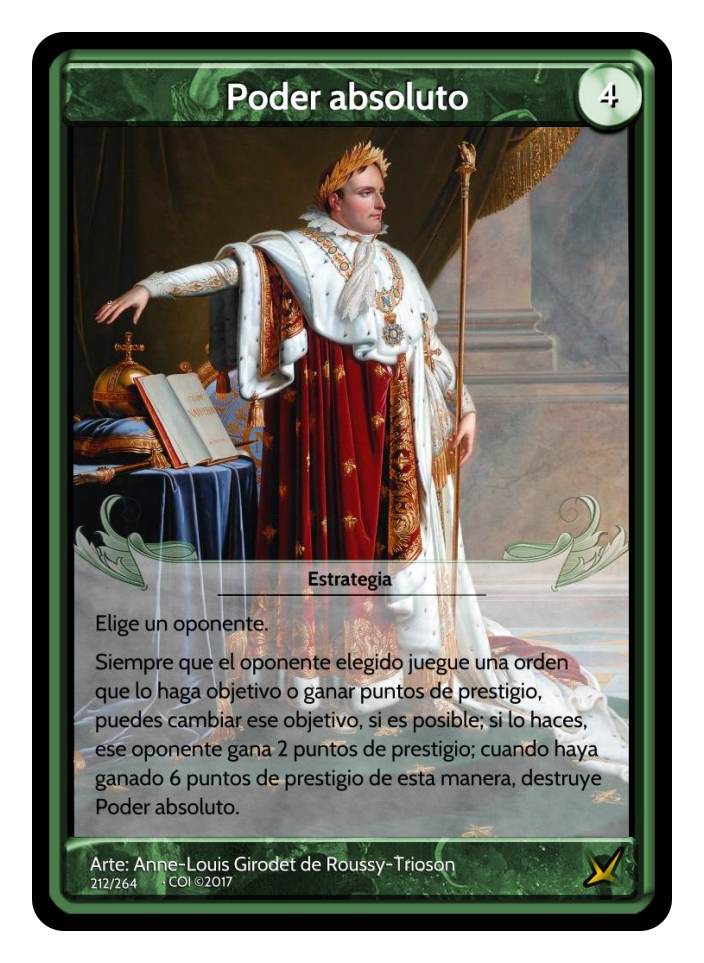 Poder absoluto
4
Estrategia
Elige un oponente.
Siempre que el oponente elegido juegue una orden
que lo haga objetivo o ganar puntos de prestigio,
puedes cambiar ese objetivo, si es posible; si lo haces,
ese oponente gana 2 puntos de prestigio; cuando haya
ganado 6 puntos de prestigio de esta manera, destruye
Poder absoluto.
Arte: Anne-Louis Girodet de Roussy-Trioson
212/264 · COI ©2017